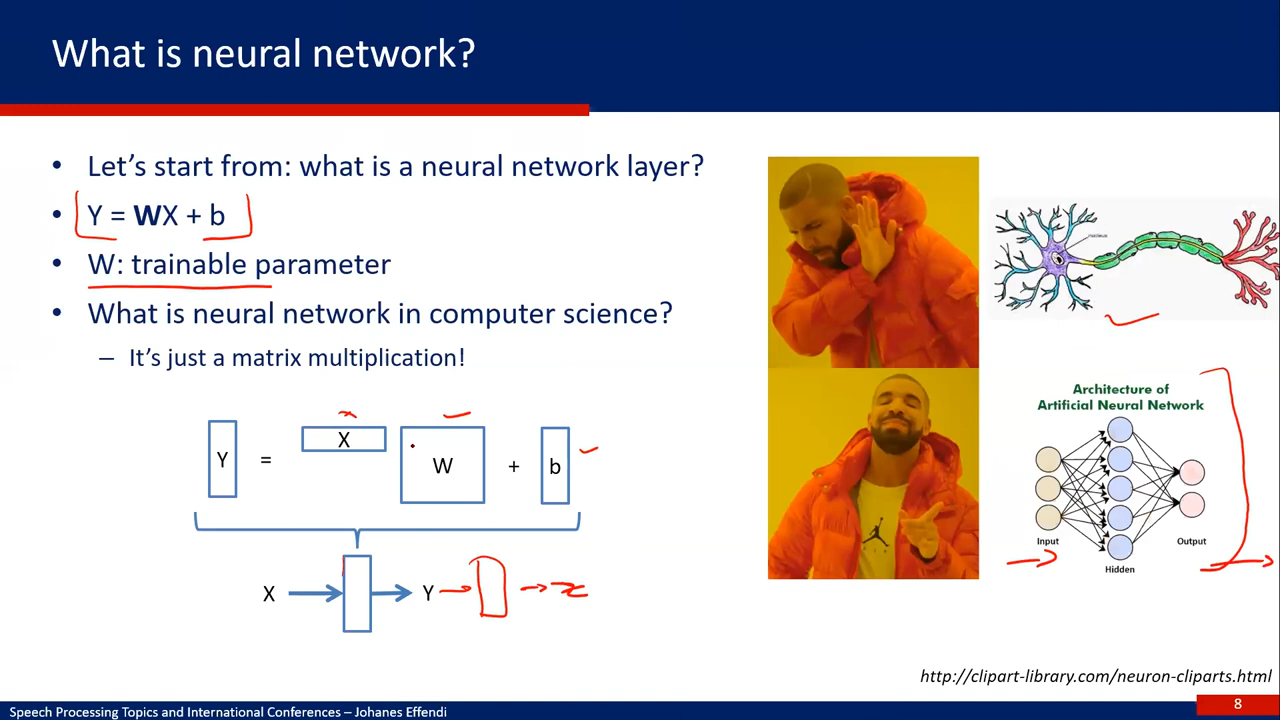 What is neural network?
• Let's start from: what is a neural network layer?
• Y = WX + b
• W: trainable parameter
• What is neural network in computer science?
– It's just a matrix multiplication!
Y = X W + b
X Y x
nucleus
Architecture of
Artificial Neural Network
Input
Output
Hidden
http://clipart-library.com/neuron-cliparts.html
Speech Processing Topics and International Conferences – Johanes Effendi
8